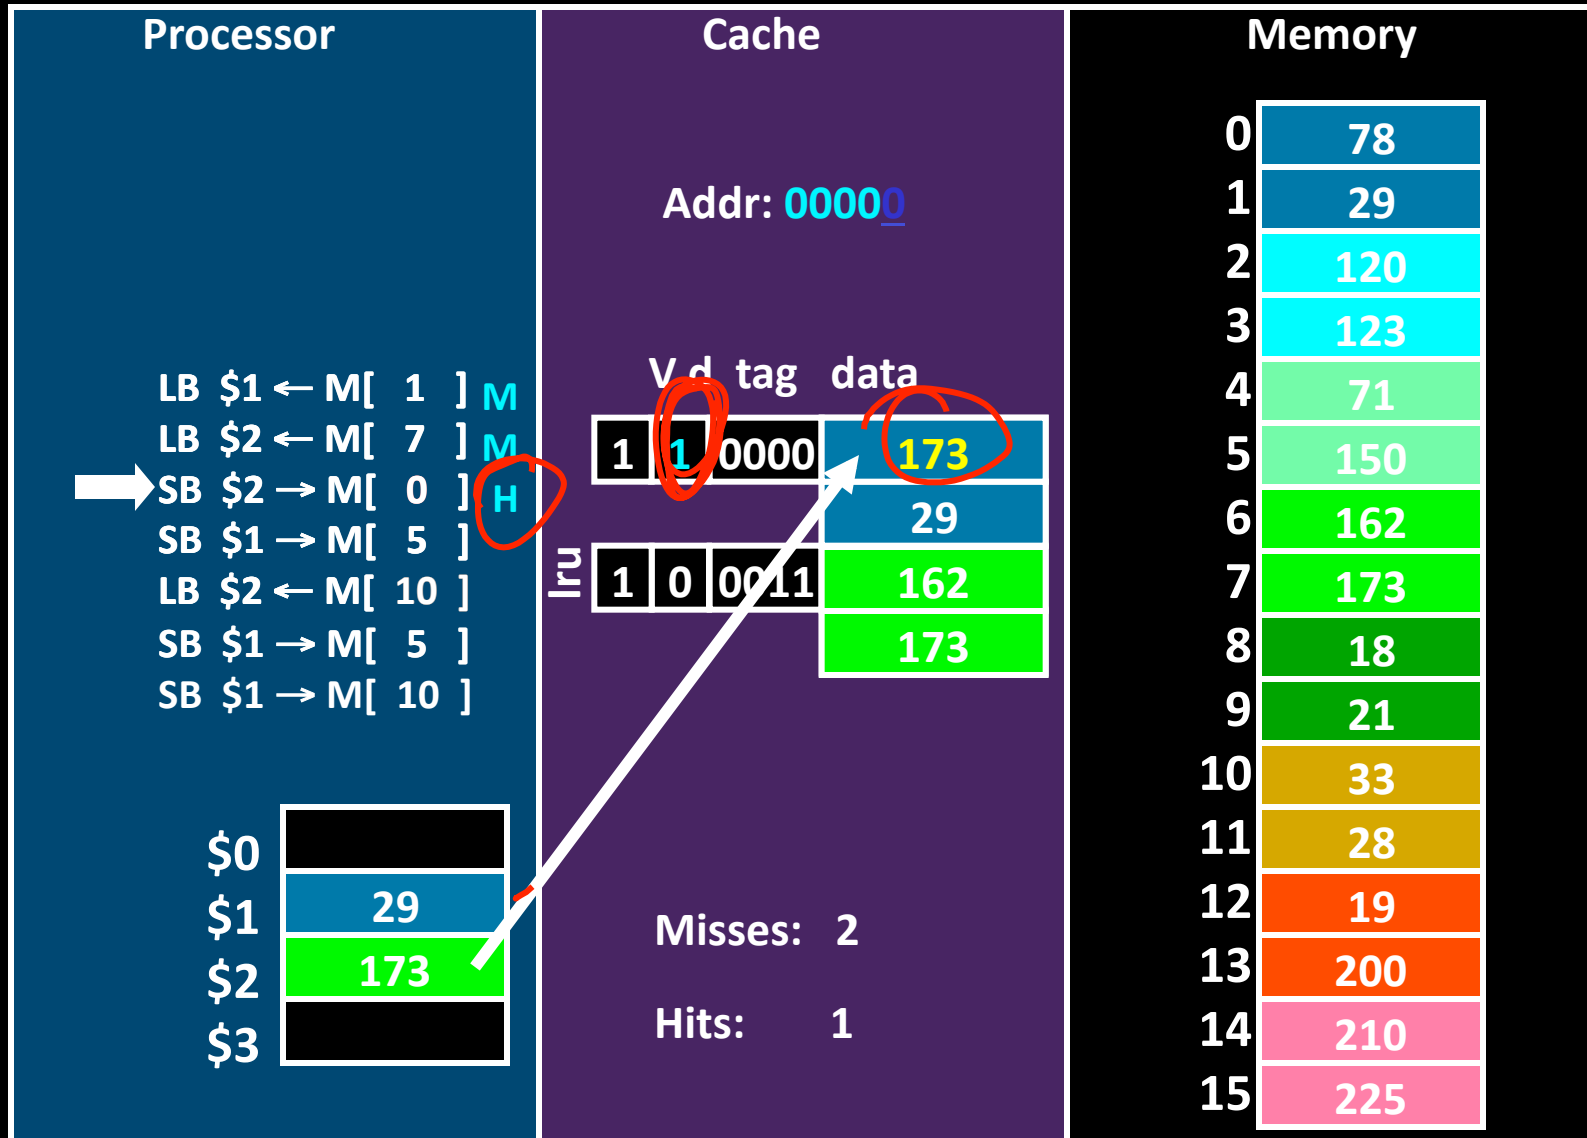 Processor
LB $1 ← M[ 1 ] M
LB $2 ← M[ 7 ] M
SB $2 → M[ 0 ] H
SB $1 → M[ 5 ]
LB $2 ← M[ 10 ]
SB $1 → M[ 5 ]
SB $1 → M[ 10 ]
$0
$1 29
$2 173
$3
Cache
Addr: 00000
V d tag data
1 1 0000 173
29
lru 1 0 0011 162
173
Misses: 2
Hits: 1
Memory
0 78
1 29
2 120
3 123
4 71
5 150
6 162
7 173
8 18
9 21
10 33
11 28
12 19
13 200
14 210
15 225